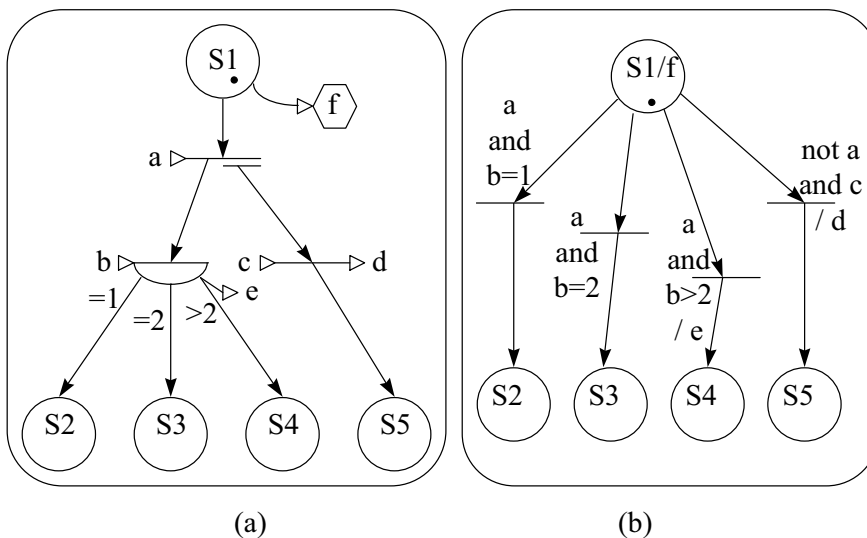 S1
f
a
b
c
d
e
=1
=2
>2
S2
S3
S4
S5
(a)
S1/f
a
and
b=1
a
and
b=2
a
and
b>2
/ e
not a
and c
/ d
S2
S3
S4
S5
(b)